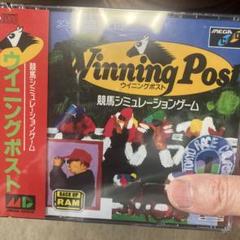 競馬シミュレーションゲーム
ウイニングポスト
Winning Post
ウイニングポスト
競馬シミュレーションゲーム
MEGA
BACK UP
RAM
TOKYO RACE